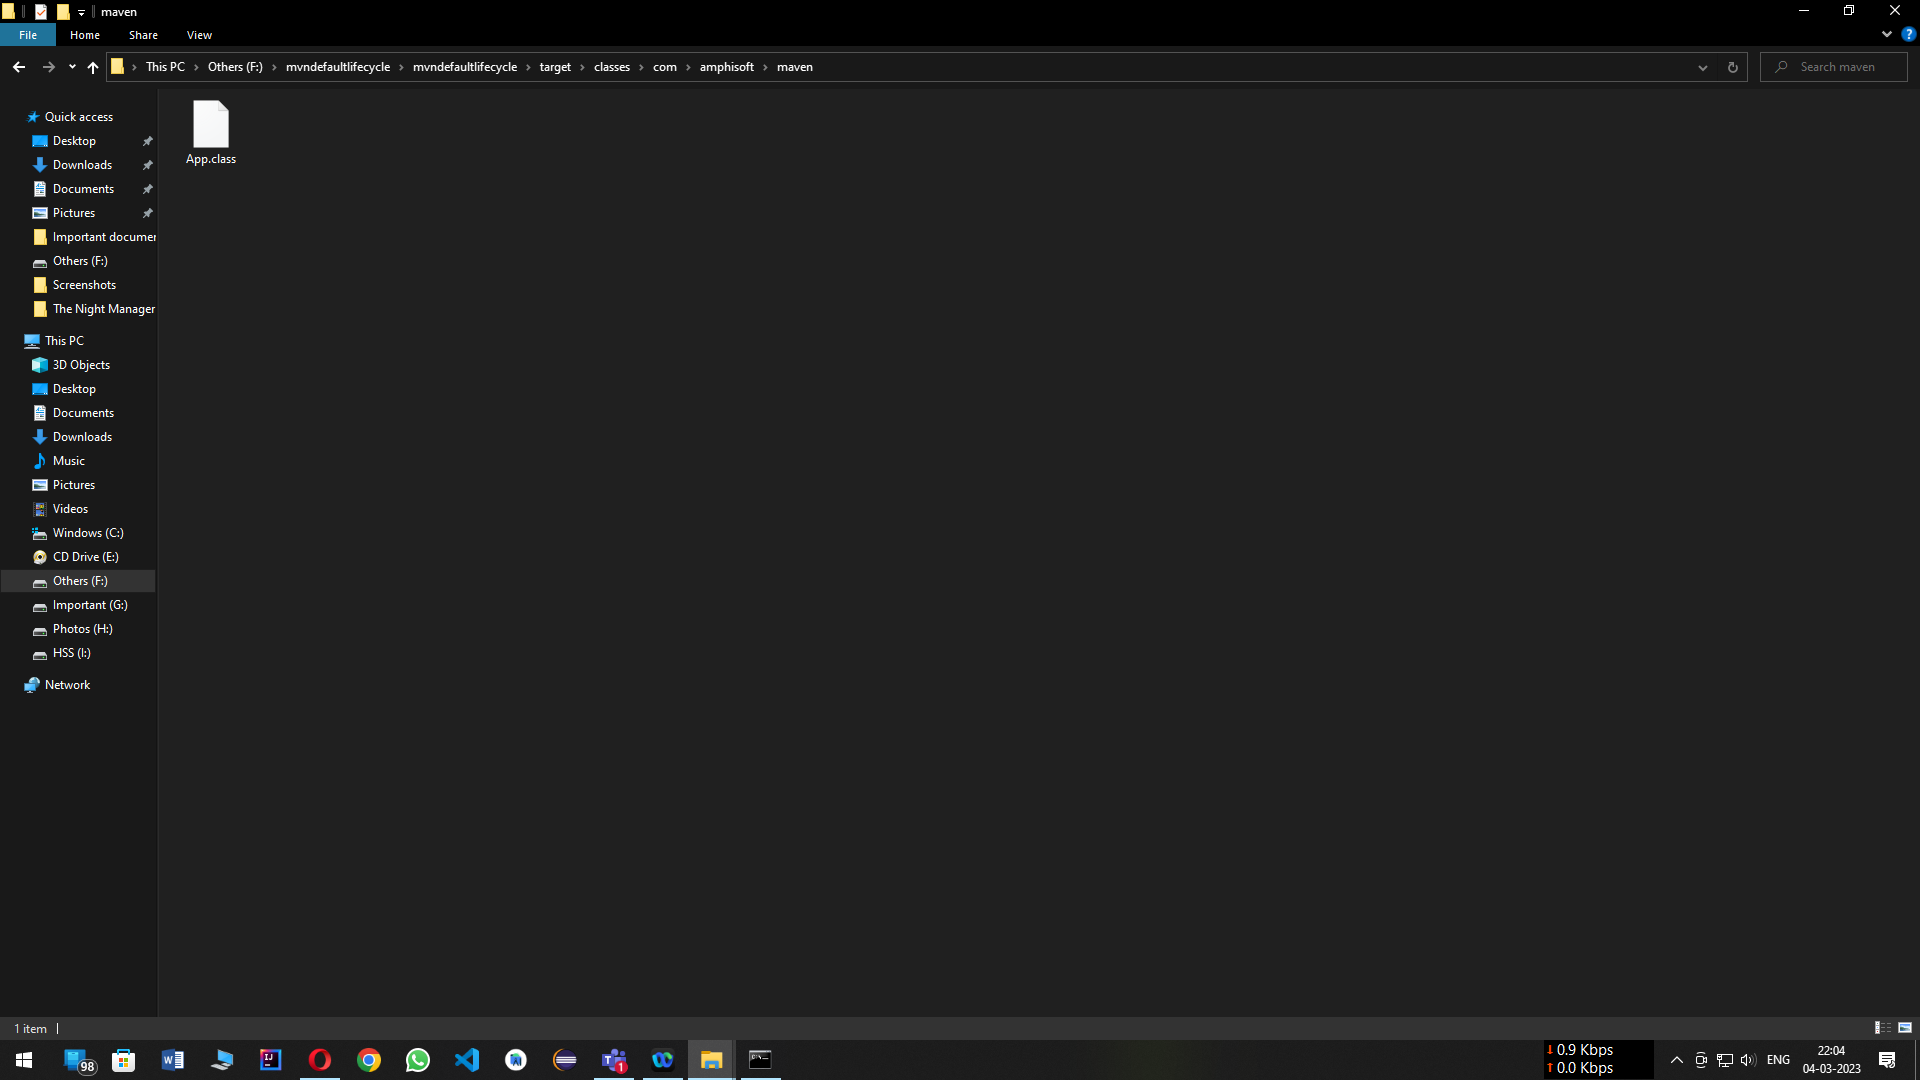 maven
File Home Share View
This PC Others (F:) mvndefaultlifecycle mvndefaultlifecycle target classes com amphisoft maven
Search maven
App.class
Quick access
Desktop
Downloads
Documents
Pictures
Important documen
Others (F:)
Screenshots
The Night Manager
This PC
3D Objects
Desktop
Documents
Downloads
Music
Pictures
Videos
Windows (C:)
CD Drive (E:)
Others (F:)
Important (G:)
Photos (H:)
HSS (I:)
Network
1 item
98
1
0.9 Kbps
0.0 Kbps
ENG
22:04
04-03-2023